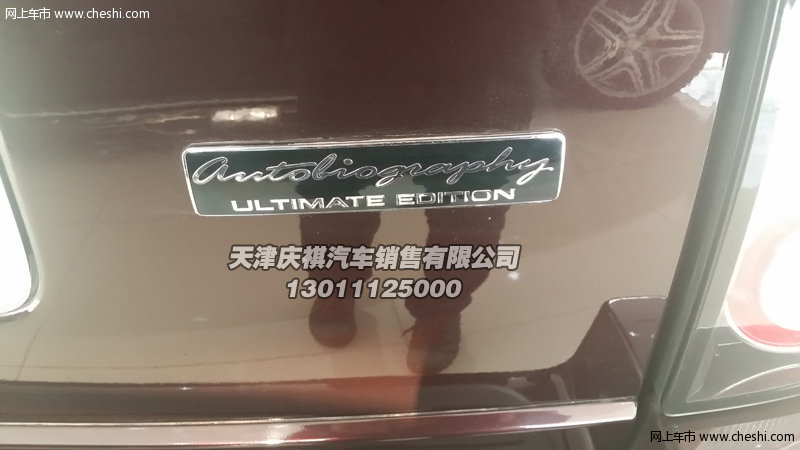 网上车市 www.cheshi.com
Autobiography
ULTIMATE EDITION
天津庆祺汽车销售有限公司
13011125000
网上车市 www.cheshi.com